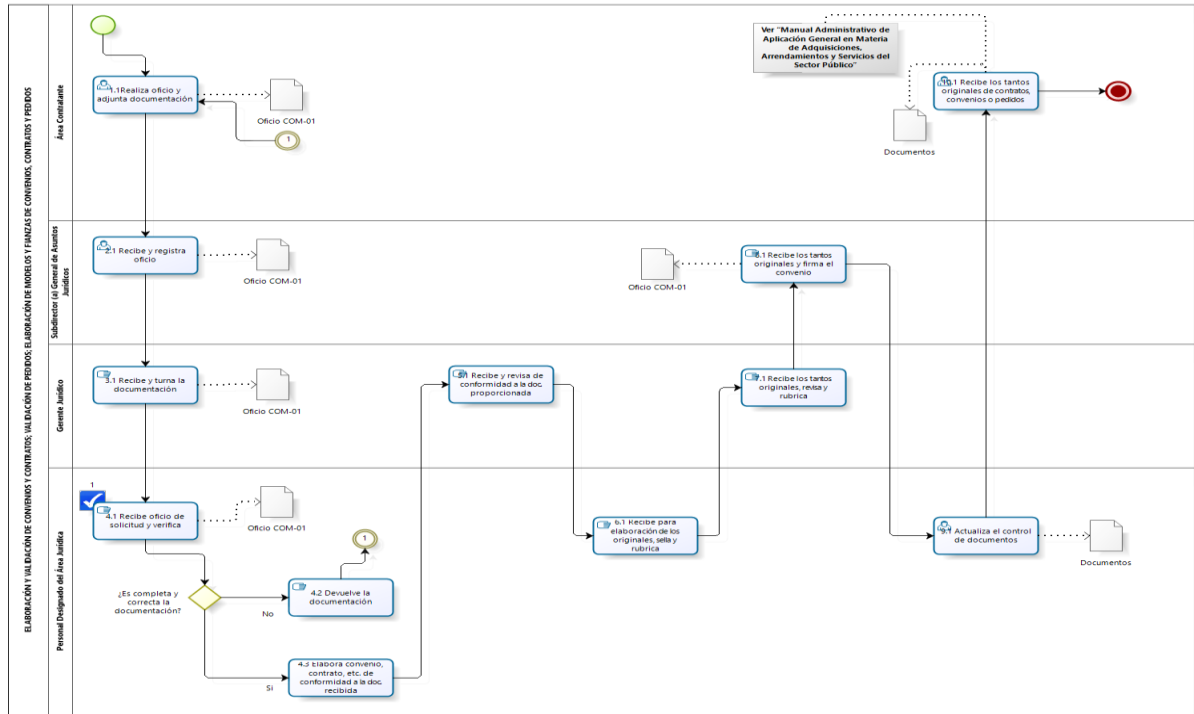 ELABORACIÓN Y VALIDACIÓN DE CONVENIOS Y CONTRATOS; VALIDACIÓN DE PEDIDOS; ELABORACIÓN DE MODELOS Y FIANZAS DE CONVENIOS, CONTRATOS Y PEDIDOS
Área Contratante
1.1Realiza oficio y
adjunta documentación
Oficio COM-01
1
Ver "Manual Administrativo de
Aplicación General en Materia
de Adquisiciones,
Arrendamientos y Servicios del
Sector Público"
Documentos
10.1 Recibe los tantos
originales de contratos,
convenios o pedidos
Subdirector (a) General de Asuntos
Jurídicos
2.1 Recibe y registra
oficio
Oficio COM-01
Oficio COM-01
8.1 Recibe los tantos
originales y firma el
convenio
Gerente Jurídico
3.1 Recibe y turna la
documentación
Oficio COM-01
5.1 Recibe y revisa de
conformidad a la doc.
proporcionada
7.1 Recibe los tantos
originales, revisa y
rubrica
Personal Designado del Área Jurídica
1
4.1 Recibe oficio de
solicitud y verifica
Oficio COM-01
¿Es completa y
correcta la
documentación?
No
4.2 Devuelve la
documentación
1
Si
4.3 Elabora convenio,
contrato, etc. de
conformidad a la doc.
recibida
6.1 Recibe para
elaboración de los
originales, sella y
rubrica
9.1 Actualiza el control
de documentos
Documentos